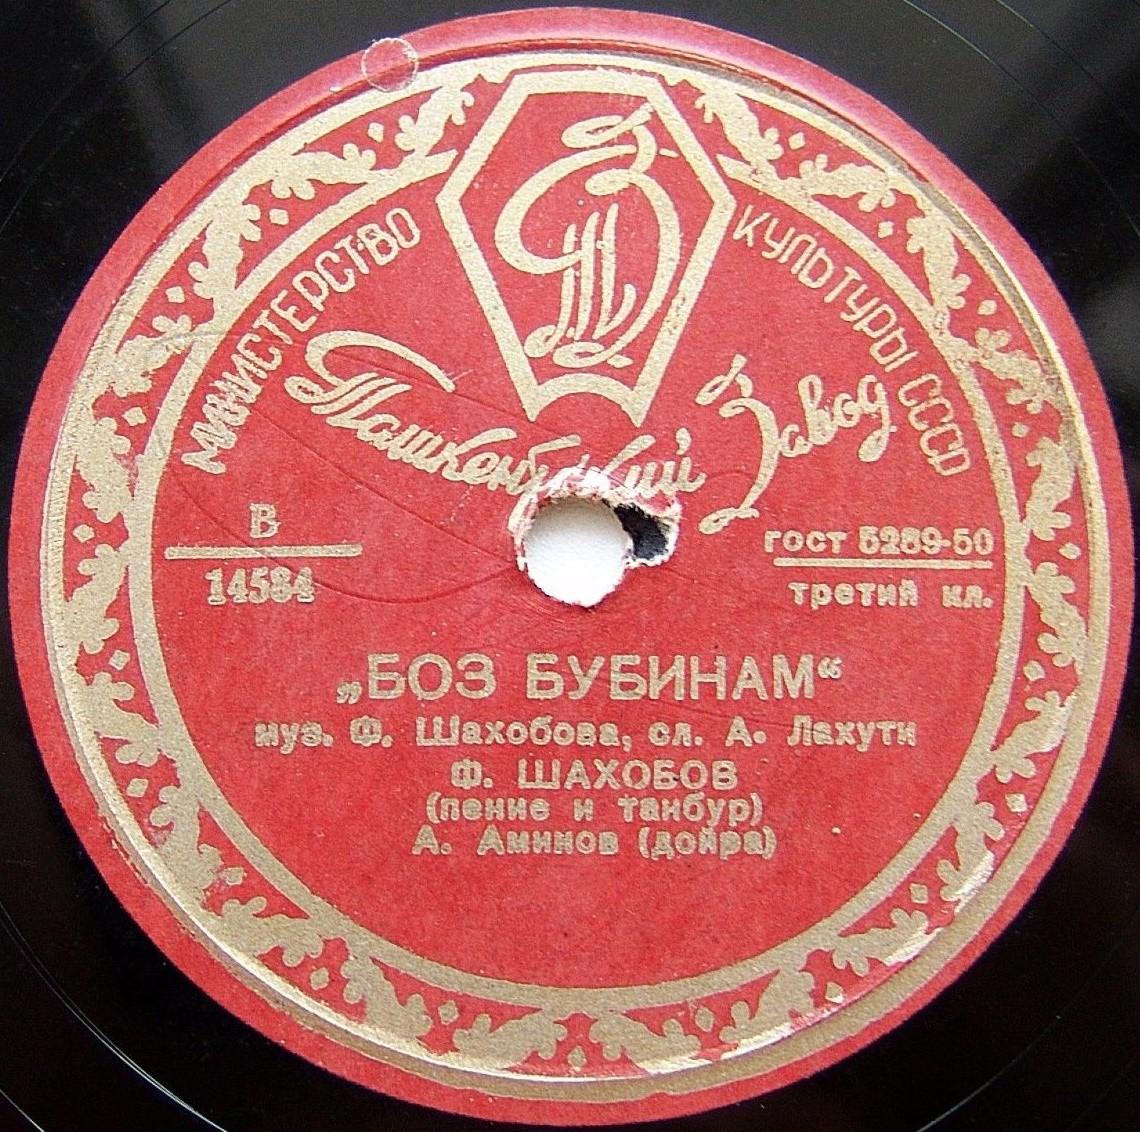 МИНИСТЕРСТВО КУЛЬТУРЫ СССР
Ташкентский Завод
В
14584
ГОСТ 5289-50
третий кл.
„БОЗ БУБИНАМ“
муз. Ф. Шахобова, сл. А. Лахути
Ф. ШАХОБОВ
(пение и танбур)
А. Аминов (дойра)